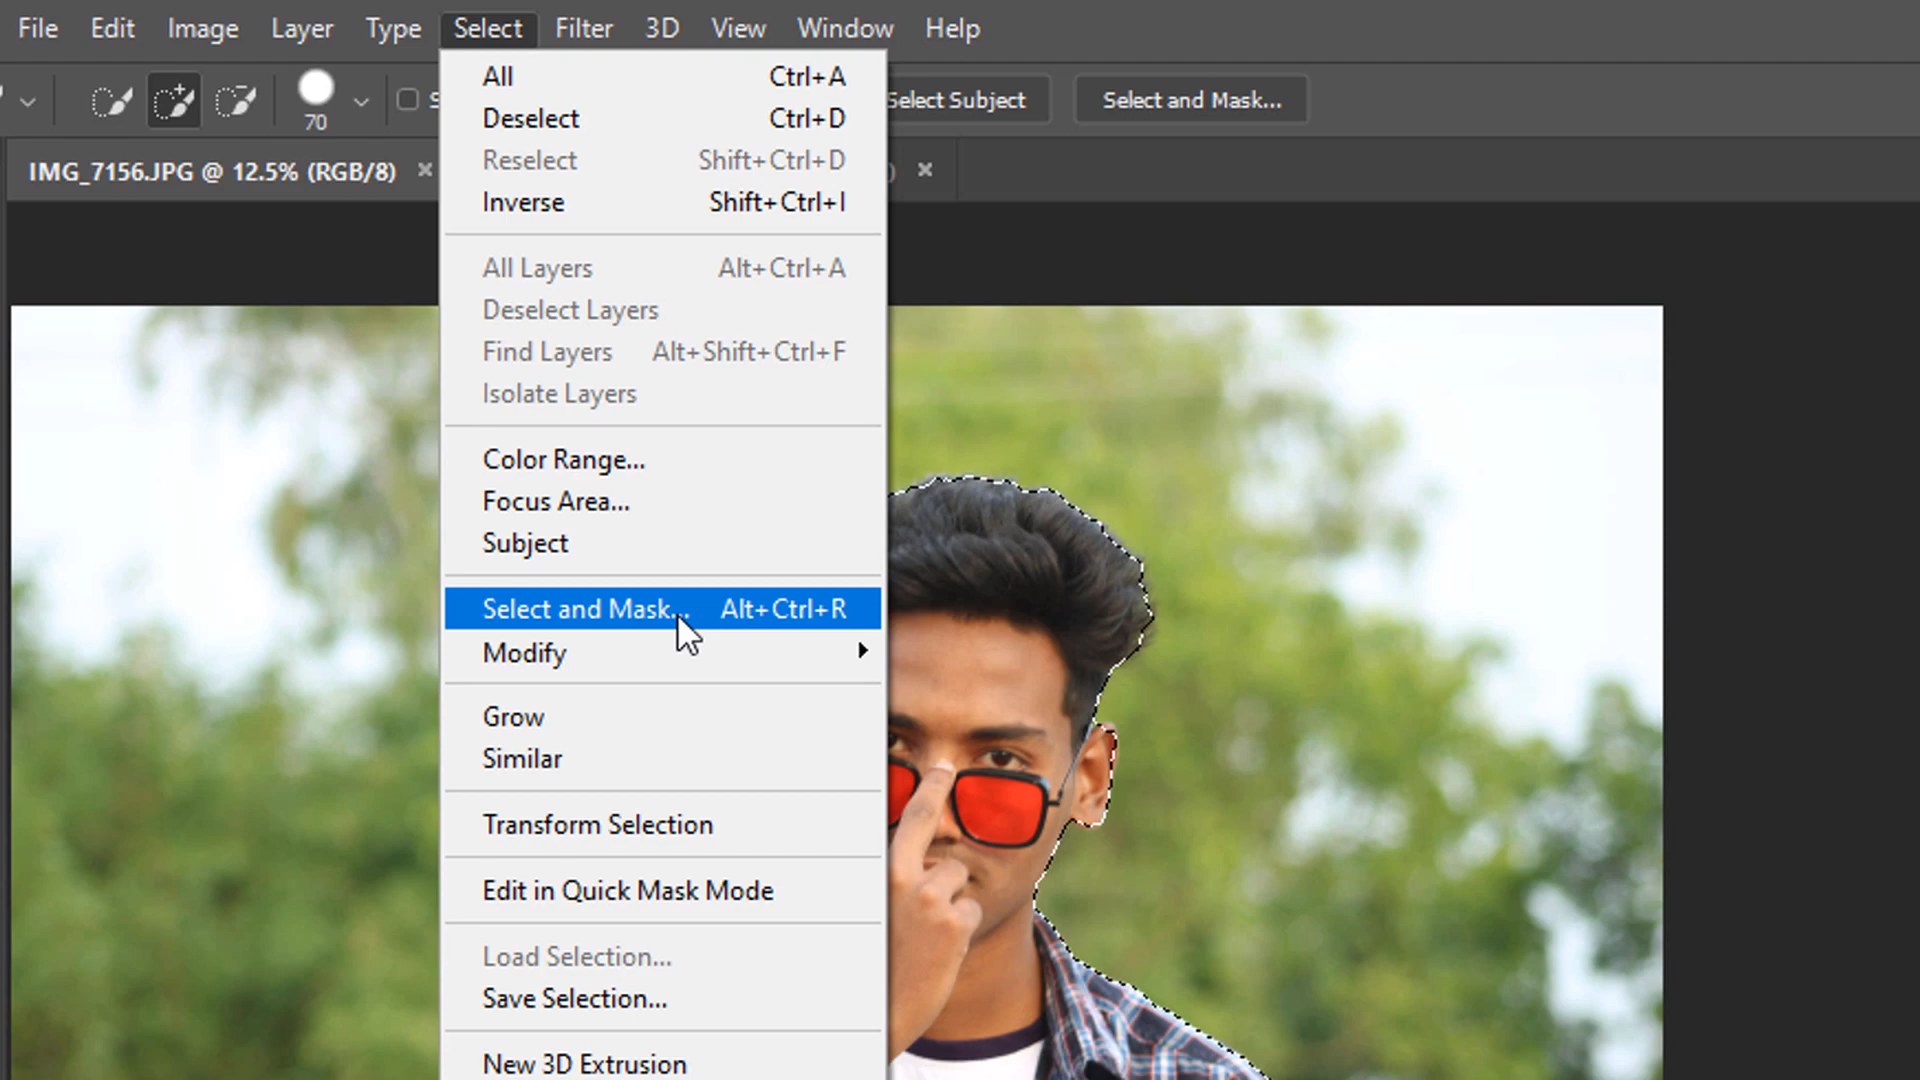 File Edit Image Layer Type Select Filter 3D View Window Help
70 Select Subject Select and Mask...
IMG_7156.JPG @ 12.5% (RGB/8) × ) ×
All Ctrl+A
Deselect Ctrl+D
Reselect Shift+Ctrl+D
Inverse Shift+Ctrl+I
All Layers Alt+Ctrl+A
Deselect Layers
Find Layers Alt+Shift+Ctrl+F
Isolate Layers
Color Range...
Focus Area...
Subject
Select and Mask... Alt+Ctrl+R
Modify
Grow
Similar
Transform Selection
Edit in Quick Mask Mode
Load Selection...
Save Selection...
New 3D Extrusion